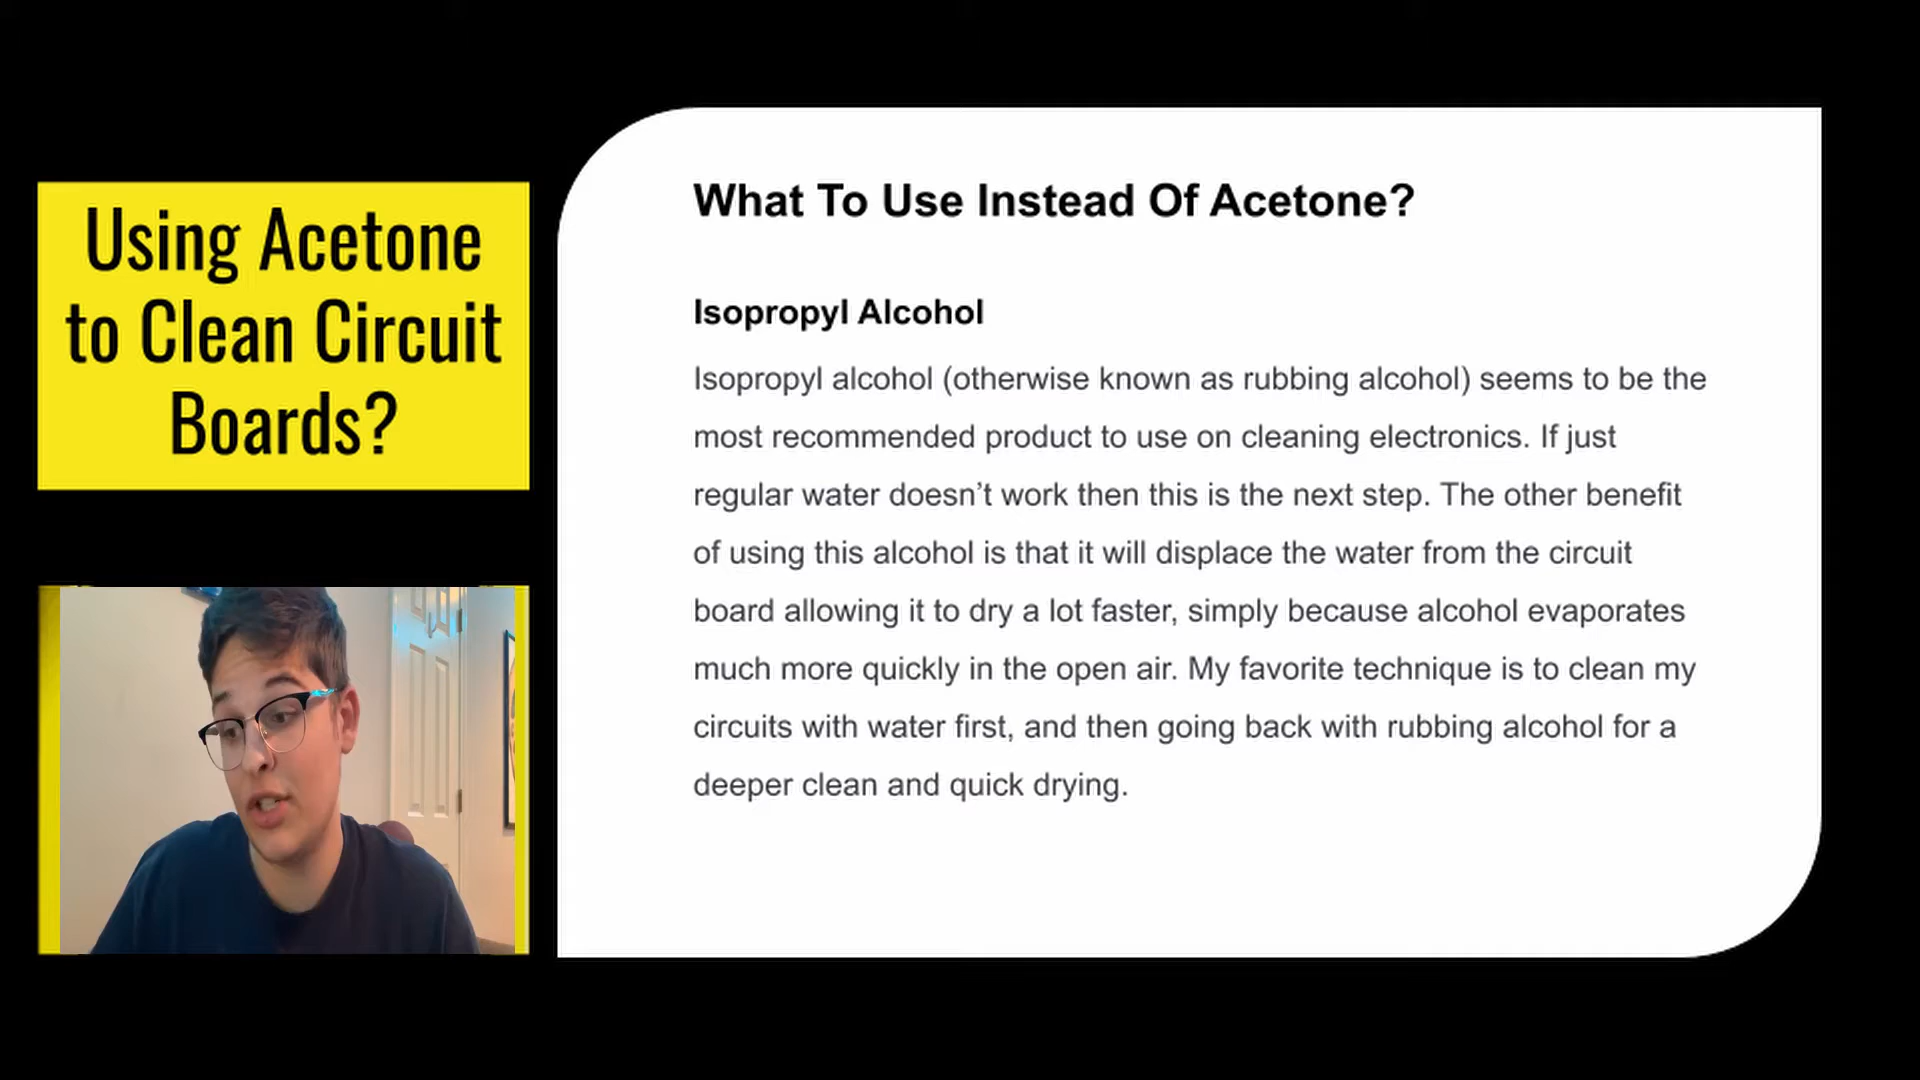 Using Acetone
to Clean Circuit
Boards?
What To Use Instead Of Acetone?
Isopropyl Alcohol
Isopropyl alcohol (otherwise known as rubbing alcohol) seems to be the
most recommended product to use on cleaning electronics. If just
regular water doesn’t work then this is the next step. The other benefit
of using this alcohol is that it will displace the water from the circuit
board allowing it to dry a lot faster, simply because alcohol evaporates
much more quickly in the open air. My favorite technique is to clean my
circuits with water first, and then going back with rubbing alcohol for a
deeper clean and quick drying.